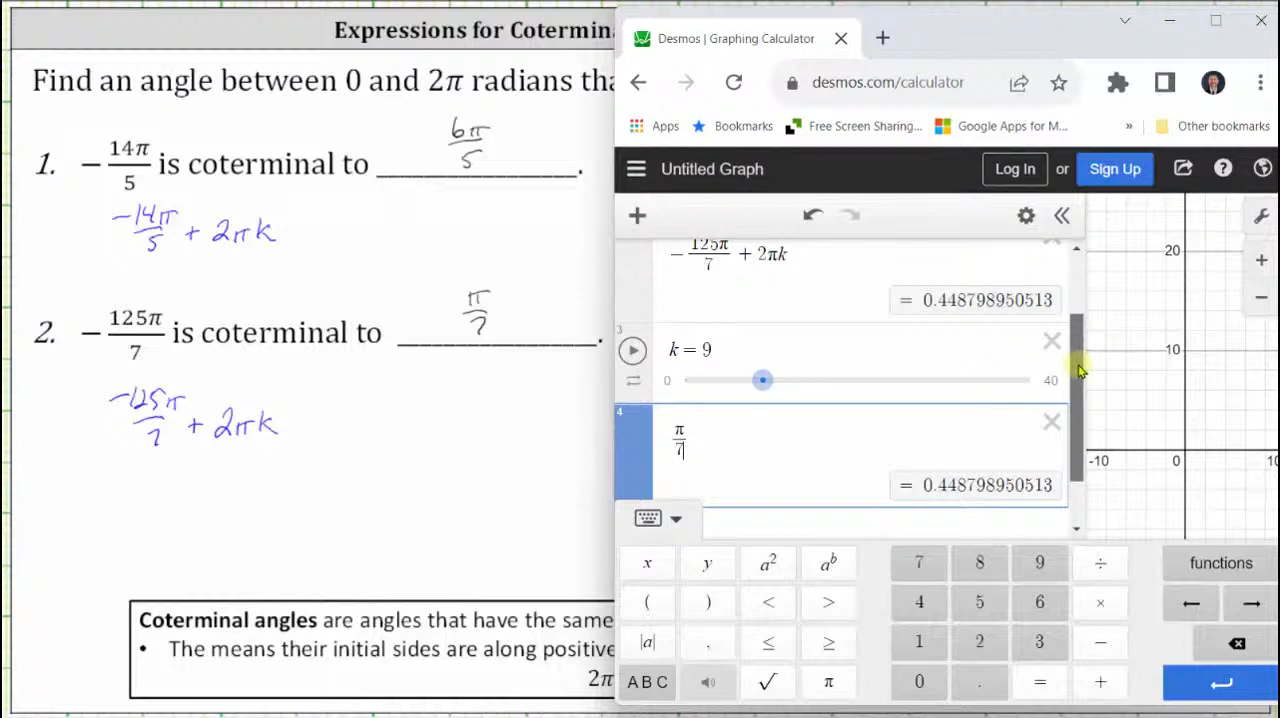 Expressions for Cotermina
Find an angle between 0 and 2π radians tha
1. −14π/5 is coterminal to 6π/5.
−14π/5 + 2πk
2. −125π/7 is coterminal to π/7.
−125π/7 + 2πk
Coterminal angles are angles that have the same
• The means their initial sides are along positive
2π
Desmos | Graphing Calculator
desmos.com/calculator
Apps Bookmarks Free Screen Sharing... Google Apps for M... » Other bookmarks
Untitled Graph Log In or Sign Up
−125π/7 + 2πk
= 0.448798950513
3
k = 9
0 40
4
π/7
= 0.448798950513
20
10
-10 0 10
x y a² aᵇ 7 8 9 ÷ functions
( ) < > 4 5 6 × ← →
|a| , ≤ ≥ 1 2 3 −
A B C √ π 0 . = +